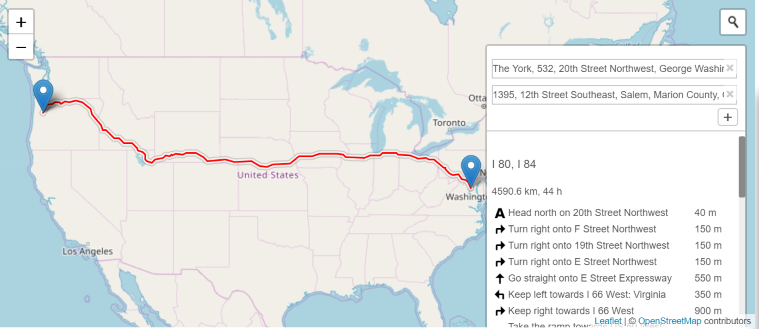 +
−
Otta
Toronto
United States
Washingt
Los Angeles
N
The York, 532, 20th Street Northwest, George Washin
1395, 12th Street Southeast, Salem, Marion County,
+
I 80, I 84
4590.6 km, 44 h
Head north on 20th Street Northwest 40 m
Turn right onto F Street Northwest 150 m
Turn right onto 19th Street Northwest 150 m
Turn right onto E Street Northwest 150 m
Go straight onto E Street Expressway 550 m
Keep left towards I 66 West: Virginia 350 m
Keep right towards I 66 West 900 m
Take the ramp towa
Leaflet | © OpenStreetMap contributors